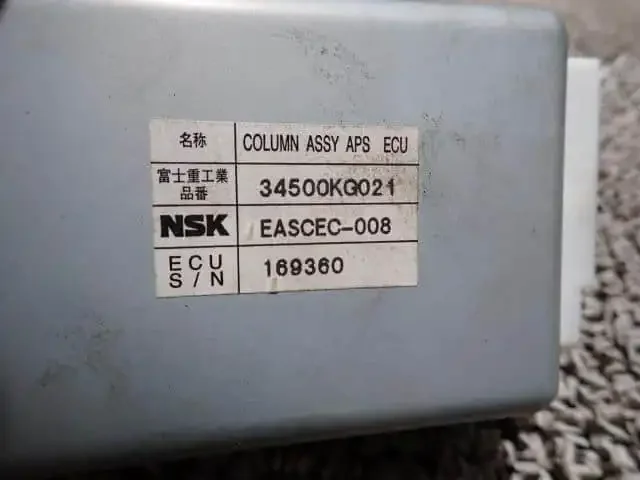 名称 COLUMN ASSY APS ECU
富士重工業
品番 34500KG021
NSK EASCEC-008
ECU
S/N 169360